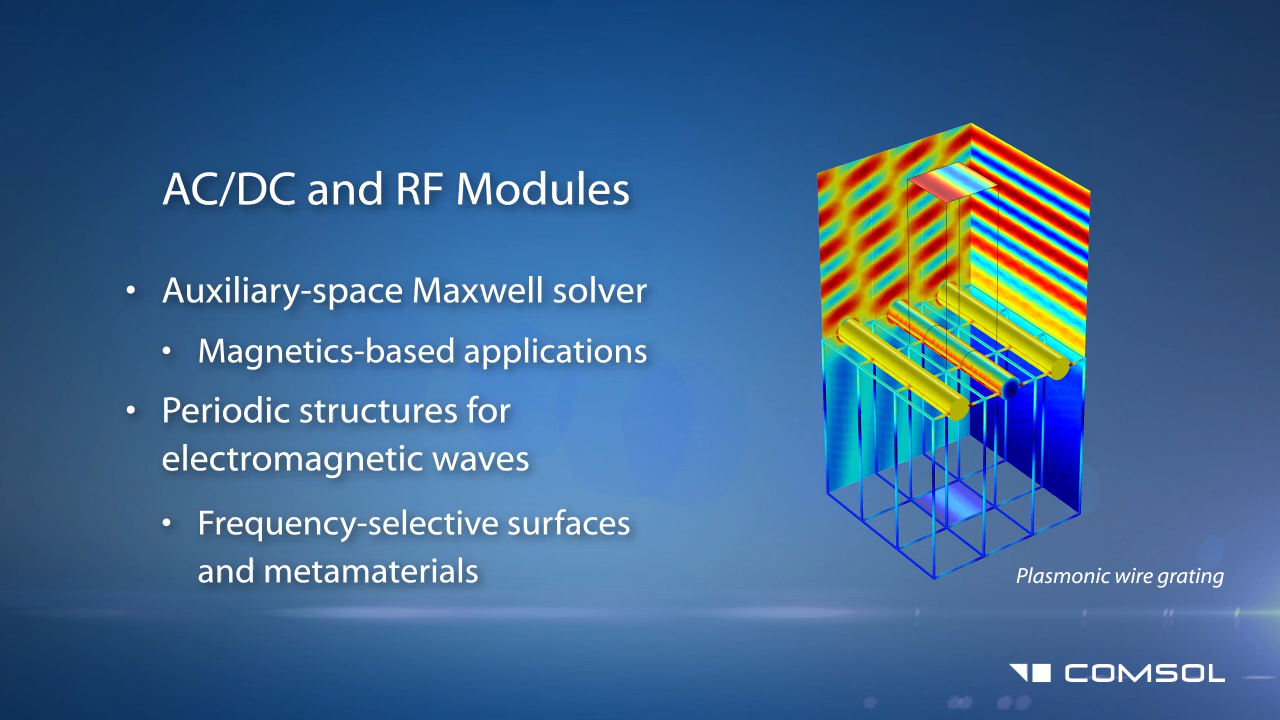 AC/DC and RF Modules
• Auxiliary-space Maxwell solver
• Magnetics-based applications
• Periodic structures for
electromagnetic waves
• Frequency-selective surfaces
and metamaterials
Plasmonic wire grating
COMSOL